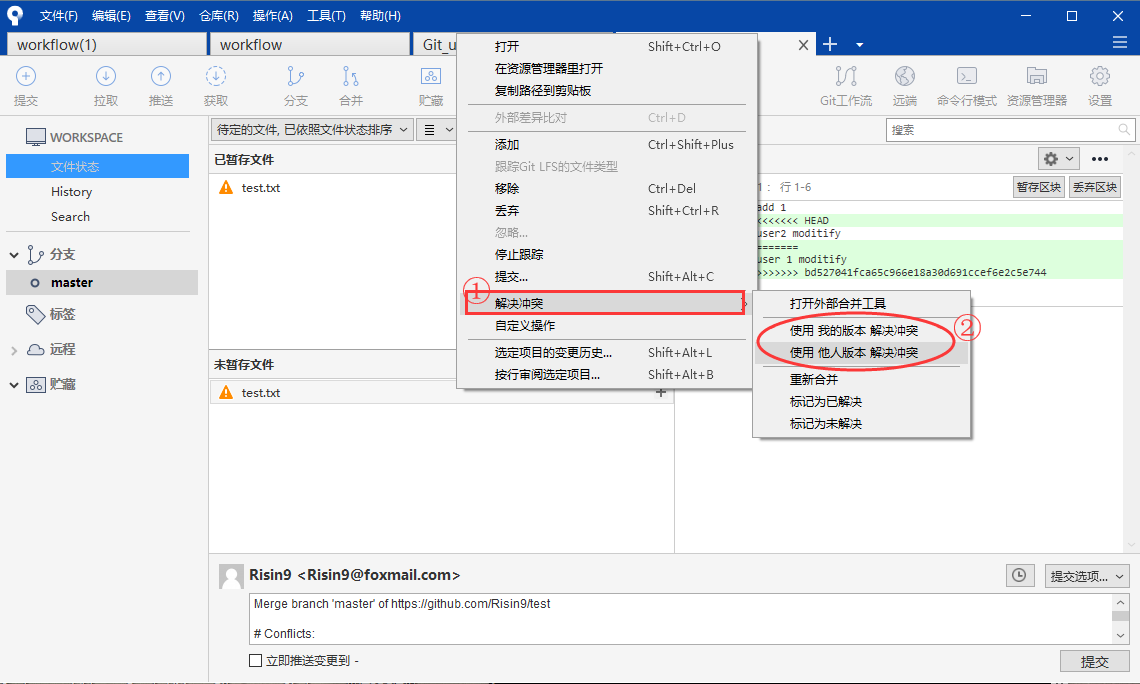 文件(F) 编辑(E) 查看(V) 仓库(R) 操作(A) 工具(T) 帮助(H)
workflow(1) workflow Git_u
提交 拉取 推送 获取 分支 合并 贮藏 Git工作流 远端 命令行模式 资源管理器 设置
WORKSPACE
文件状态
History
Search
分支
master
标签
远程
贮藏
待定的文件, 已依照文件状态排序
搜索
已暂存文件
test.txt
未暂存文件
test.txt
打开 Shift+Ctrl+O
在资源管理器里打开
复制路径到剪贴板
外部差异比对 Ctrl+D
添加 Ctrl+Shift+Plus
跟踪Git LFS的文件类型
移除 Ctrl+Del
丢弃 Shift+Ctrl+R
忽略...
停止跟踪
提交... Shift+Alt+C
① 解决冲突
自定义操作
选定项目的变更历史... Shift+Alt+L
按行审阅选定项目... Shift+Alt+B
1： 行 1-6 暂存区块 丢弃区块
add 1
<<<<<<< HEAD
user2 moditify
=======
user 1 moditify
>>>>>>> bd527041fca65c966e18a30d691ccef6e2c5e744
打开外部合并工具
使用 我的版本 解决冲突 ②
使用 他人版本 解决冲突
重新合并
标记为已解决
标记为未解决
Risin9 <Risin9@foxmail.com> 提交选项...
Merge branch 'master' of https://github.com/Risin9/test
# Conflicts:
立即推送变更到 -
提交